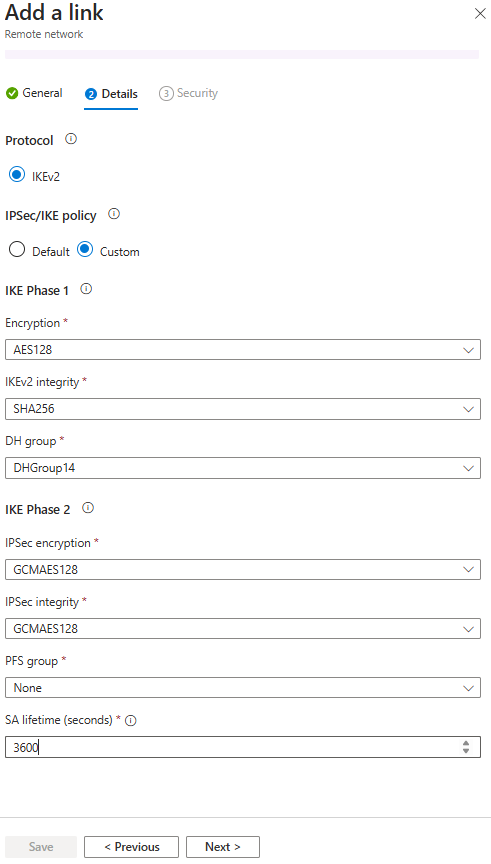 Add a link
Remote network
General
2 Details
3 Security
Protocol
IKEv2
IPSec/IKE policy
Default
Custom
IKE Phase 1
Encryption *
AES128
IKEv2 integrity *
SHA256
DH group *
DHGroup14
IKE Phase 2
IPSec encryption *
GCMAES128
IPSec integrity *
GCMAES128
PFS group *
None
SA lifetime (seconds) *
3600
Save
< Previous
Next >